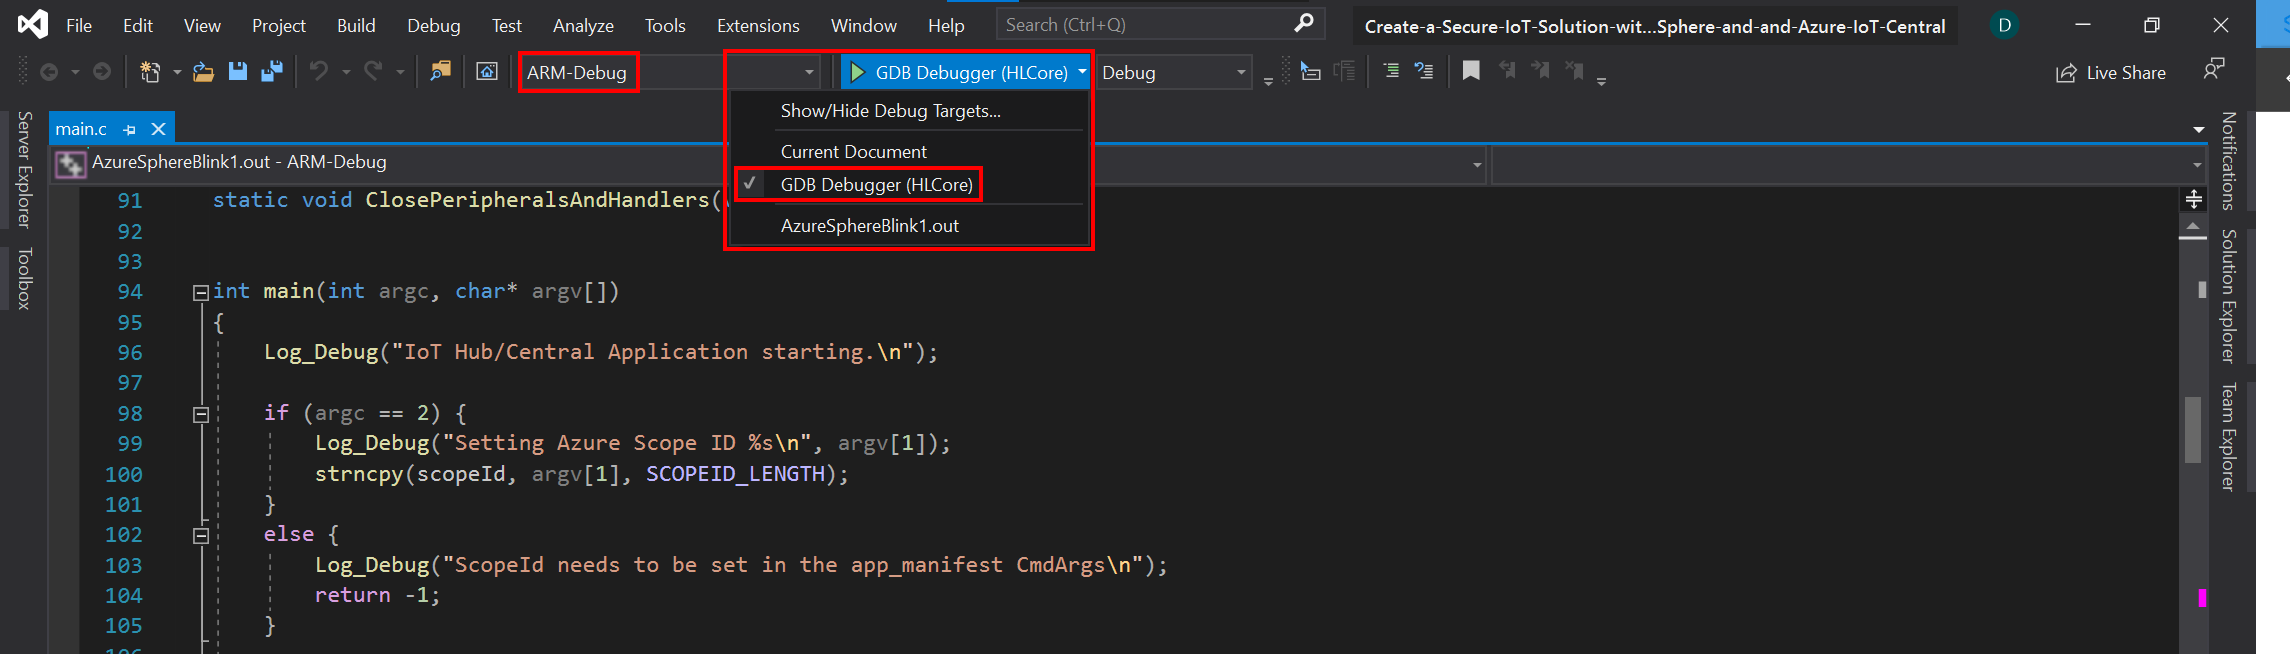 File Edit View Project Build Debug Test Analyze Tools Extensions Window Help Search (Ctrl+Q) Create-a-Secure-IoT-Solution-wit...Sphere-and-and-Azure-IoT-Central D
ARM-Debug GDB Debugger (HLCore) Debug Live Share
Show/Hide Debug Targets...
Current Document
GDB Debugger (HLCore)
AzureSphereBlink1.out
Server Explorer
Toolbox
main.c
AzureSphereBlink1.out - ARM-Debug
91 static void ClosePeripheralsAndHandlers(
92
93
94 int main(int argc, char* argv[])
95 {
96 Log_Debug("IoT Hub/Central Application starting.\n");
97
98 if (argc == 2) {
99 Log_Debug("Setting Azure Scope ID %s\n", argv[1]);
100 strncpy(scopeId, argv[1], SCOPEID_LENGTH);
101 }
102 else {
103 Log_Debug("ScopeId needs to be set in the app_manifest CmdArgs\n");
104 return -1;
105 }
Notifications
Solution Explorer
Team Explorer